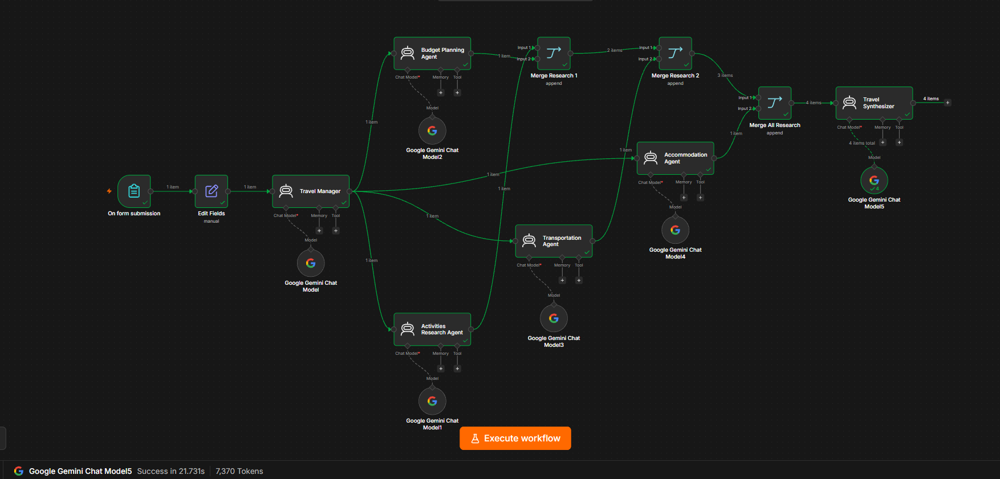 Budget Planning
Agent
Chat Model*
Memory
Tool
Model
Google Gemini Chat
Model2
1 item
Input 1
Input 2
Merge Research 1
append
2 items
Input 1
Input 2
Merge Research 2
append
3 items
Input 1
Input 2
Merge All Research
append
4 items
Travel
Synthesizer
4 items
Chat Model*
Memory
Tool
4 items total
Model
4
Google Gemini Chat
Model5
1 item
1 item
1 item
Accommodation
Agent
Chat Model*
Memory
Tool
Model
Google Gemini Chat
Model4
1 item
1 item
On form submission
1 item
Edit Fields
manual
1 item
Travel Manager
Chat Model*
Memory
Tool
Model
Google Gemini Chat
Model
1 item
Transportation
Agent
Chat Model*
Memory
Tool
Model
Google Gemini Chat
Model3
1 item
Activities
Research Agent
Chat Model*
Memory
Tool
Model
Google Gemini Chat
Model1
Execute workflow
Google Gemini Chat Model5 Success in 21.731s 7,370 Tokens